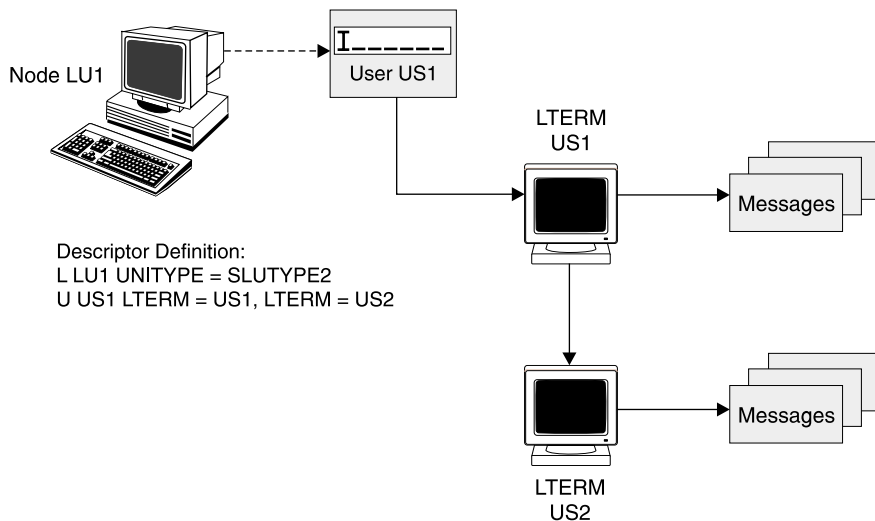 Node LU1
I_ _ _ _ _ _
User US1
LTERM
US1
Messages
Descriptor Definition:
L LU1 UNITYPE = SLUTYPE2
U US1 LTERM = US1, LTERM = US2
Messages
LTERM
US2